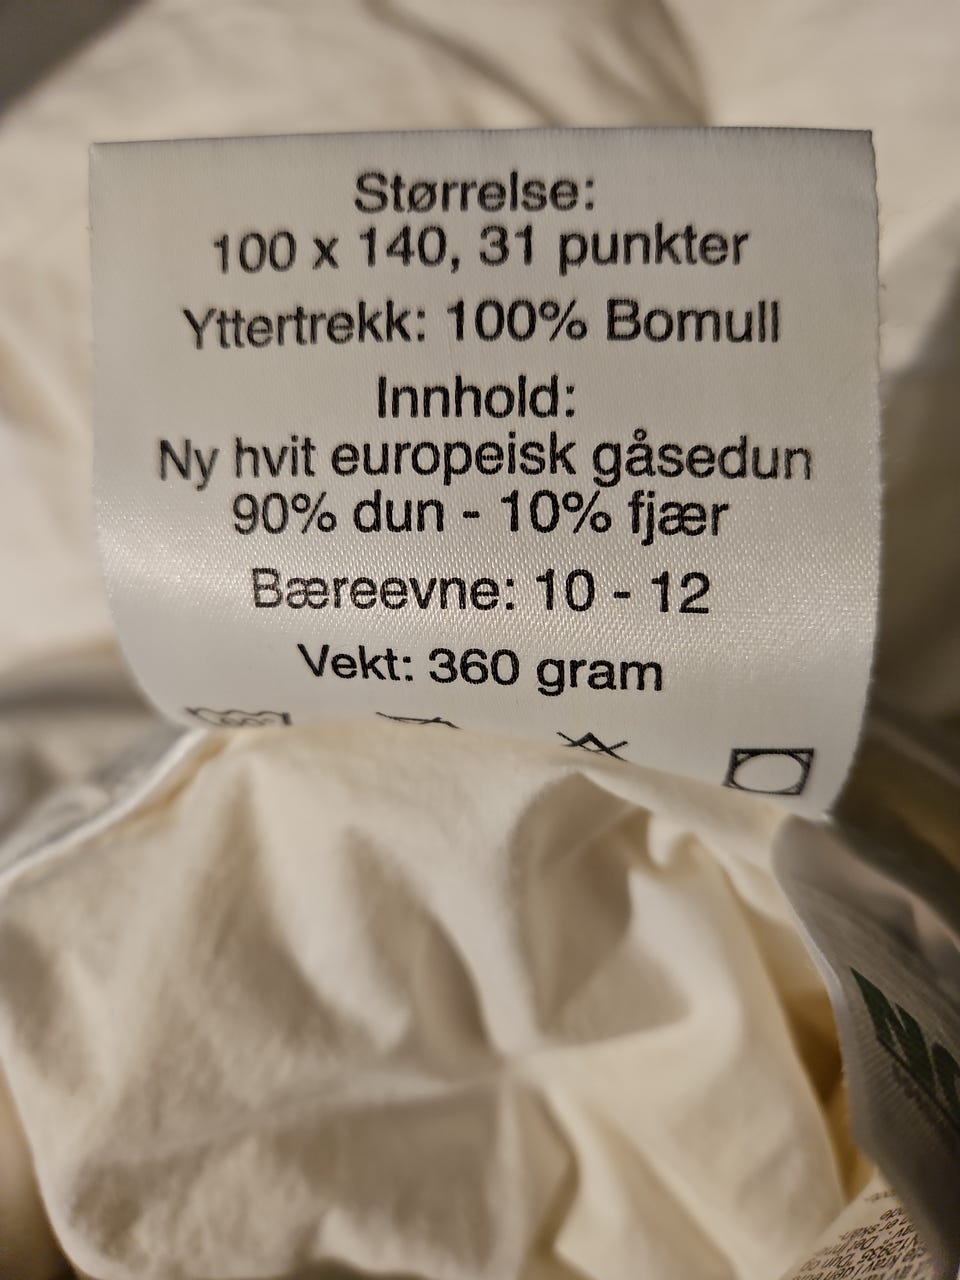 Størrelse:
100 x 140, 31 punkter
Yttertrekk: 100% Bomull
Innhold:
Ny hvit europeisk gåsedun
90% dun - 10% fjær
Bæreevne: 10 - 12
Vekt: 360 gram